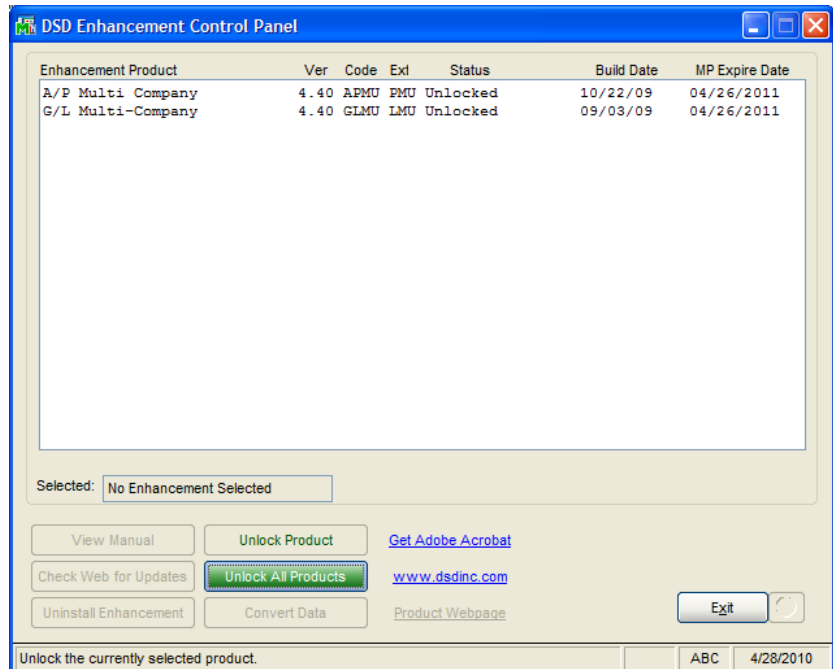 DSD Enhancement Control Panel
Enhancement Product Ver Code Ext Status Build Date MP Expire Date
A/P Multi Company 4.40 APMU PMU Unlocked 10/22/09 04/26/2011
G/L Multi-Company 4.40 GLMU LMU Unlocked 09/03/09 04/26/2011
Selected: No Enhancement Selected
View Manual Unlock Product Get Adobe Acrobat
Check Web for Updates Unlock All Products www.dsdinc.com
Uninstall Enhancement Convert Data Product Webpage Exit
Unlock the currently selected product. ABC 4/28/2010